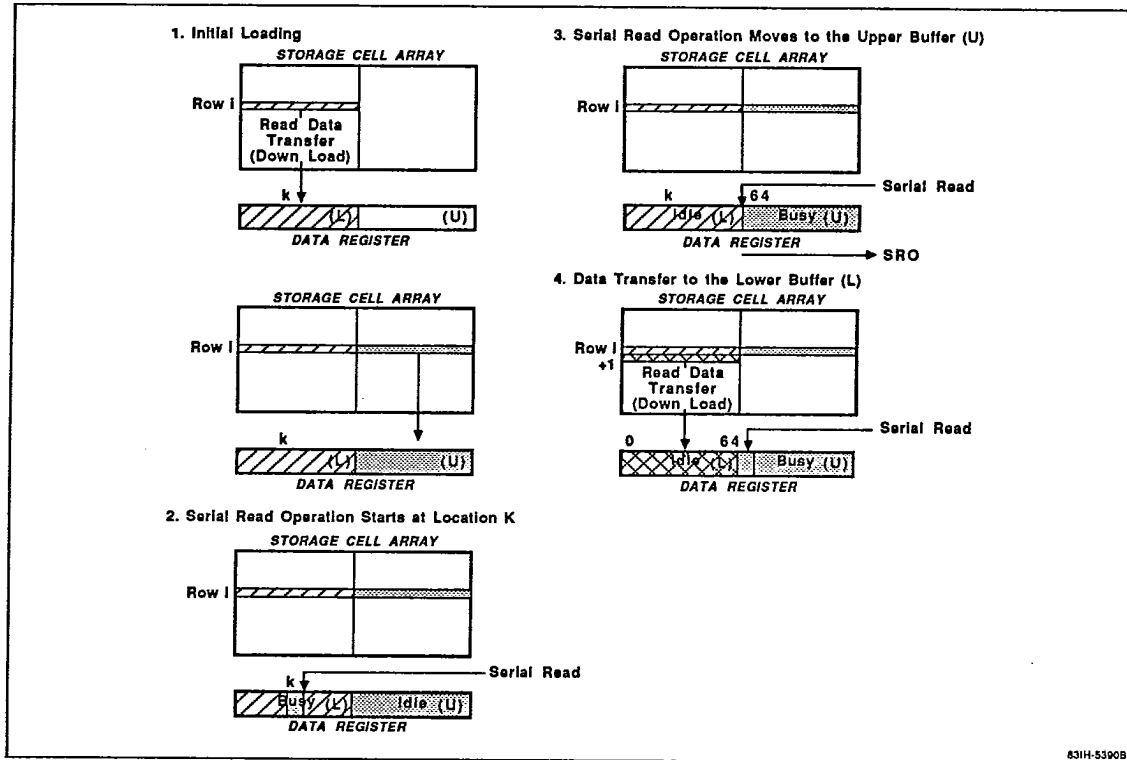 1. Initial Loading
STORAGE CELL ARRAY
Row i
Read Data
Transfer
(Down Load)
k
(L)
(U)
DATA REGISTER
STORAGE CELL ARRAY
Row i
k
(L)
(U)
DATA REGISTER
2. Serial Read Operation Starts at Location K
STORAGE CELL ARRAY
Row i
Serial Read
k
Busy (L)
Idle (U)
DATA REGISTER
3. Serial Read Operation Moves to the Upper Buffer (U)
STORAGE CELL ARRAY
Row i
Serial Read
k
64
Idle (L)
Busy (U)
DATA REGISTER
SRO
4. Data Transfer to the Lower Buffer (L)
STORAGE CELL ARRAY
Row i
+1
Read Data
Transfer
(Down Load)
Serial Read
0
64
Idle (L)
Busy (U)
DATA REGISTER
83IH-5390B